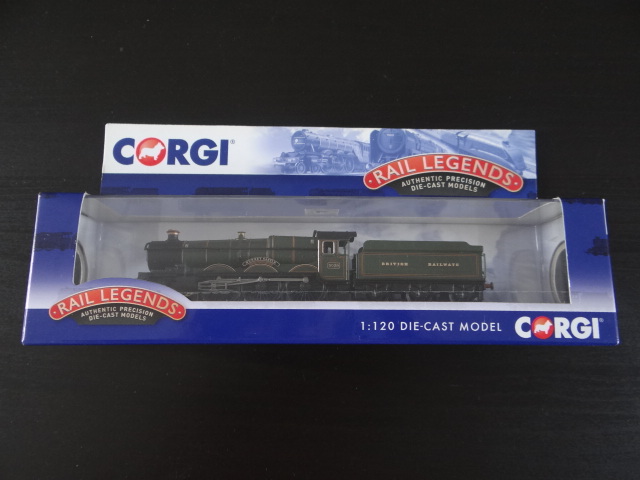 CORGI
RAIL LEGENDS
AUTHENTIC PRECISION
DIE-CAST MODELS
BRITISH RAILWAYS
RAIL LEGENDS
AUTHENTIC PRECISION
DIE-CAST MODELS
1:120 DIE-CAST MODEL
CORGI